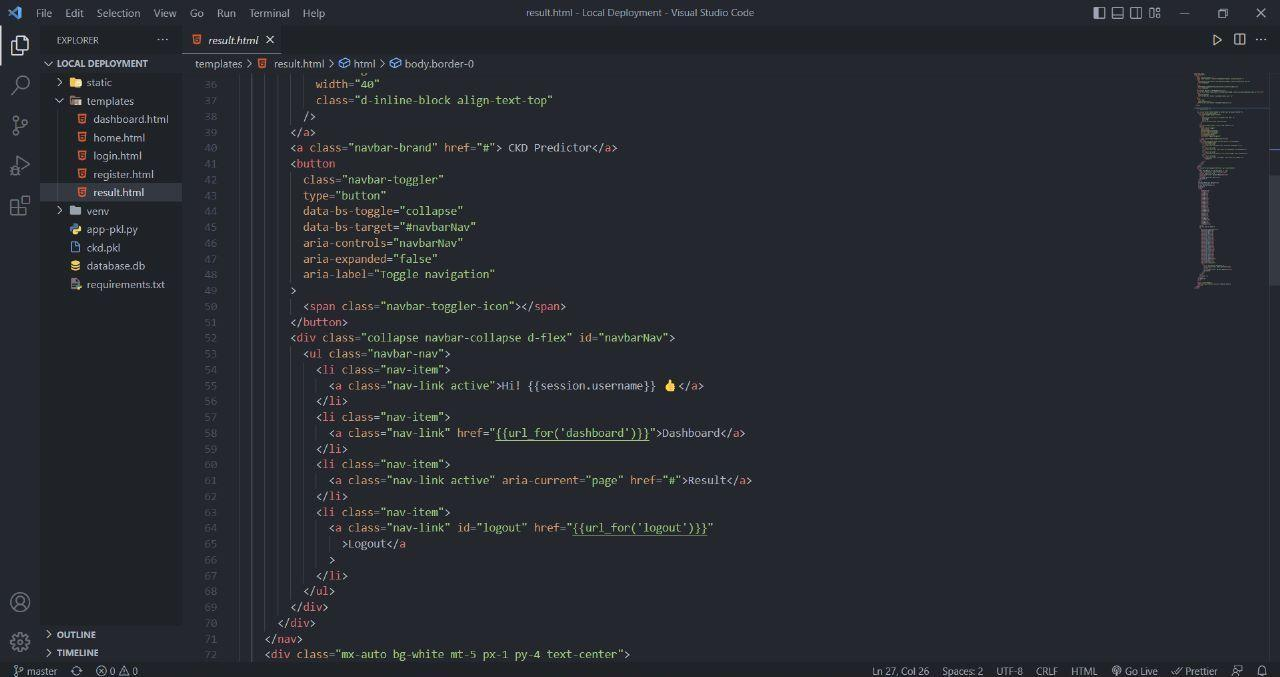 File Edit Selection View Go Run Terminal Help
result.html - Local Deployment - Visual Studio Code
EXPLORER
LOCAL DEPLOYMENT
static
templates
dashboard.html
home.html
login.html
register.html
result.html
venv
app-pkl.py
ckd.pkl
database.db
requirements.txt
OUTLINE
TIMELINE
result.html
templates > result.html > html > body.border-0
36 width="40"
37 class="d-inline-block align-text-top"
38 />
39 </a>
40 <a class="navbar-brand" href="#"> CKD Predictor</a>
41 <button
42 class="navbar-toggler"
43 type="button"
44 data-bs-toggle="collapse"
45 data-bs-target="#navbarNav"
46 aria-controls="navbarNav"
47 aria-expanded="false"
48 aria-label="Toggle navigation"
49 >
50 <span class="navbar-toggler-icon"></span>
51 </button>
52 <div class="collapse navbar-collapse d-flex" id="navbarNav">
53 <ul class="navbar-nav">
54 <li class="nav-item">
55 <a class="nav-link active">Hi! {{session.username}} 👍</a>
56 </li>
57 <li class="nav-item">
58 <a class="nav-link" href="{{url_for('dashboard')}}">Dashboard</a>
59 </li>
60 <li class="nav-item">
61 <a class="nav-link active" aria-current="page" href="#">Result</a>
62 </li>
63 <li class="nav-item">
64 <a class="nav-link" id="logout" href="{{url_for('logout')}}"
65 >Logout</a
66 >
67 </li>
68 </ul>
69 </div>
70 </div>
71 </nav>
72 <div class="mx-auto bg-white mt-5 px-1 py-4 text-center">
master 0 0 Ln 27, Col 26 Spaces: 2 UTF-8 CRLF HTML Go Live Prettier